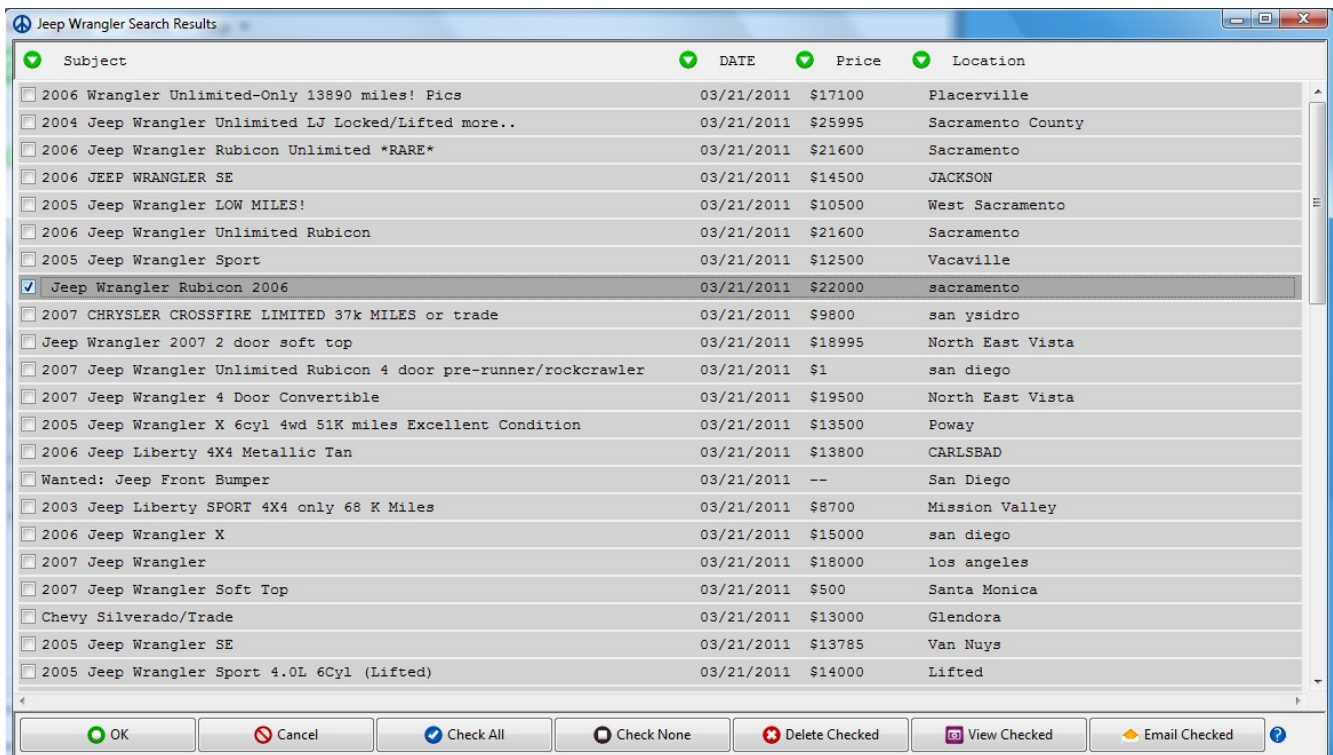 Jeep Wrangler Search Results
Subject DATE Price Location
2006 Wrangler Unlimited-Only 13890 miles! Pics 03/21/2011 $17100 Placerville
2004 Jeep Wrangler Unlimited LJ Locked/Lifted more.. 03/21/2011 $25995 Sacramento County
2006 Jeep Wrangler Rubicon Unlimited *RARE* 03/21/2011 $21600 Sacramento
2006 JEEP WRANGLER SE 03/21/2011 $14500 JACKSON
2005 Jeep Wrangler LOW MILES! 03/21/2011 $10500 West Sacramento
2006 Jeep Wrangler Unlimited Rubicon 03/21/2011 $21600 Sacramento
2005 Jeep Wrangler Sport 03/21/2011 $12500 Vacaville
Jeep Wrangler Rubicon 2006 03/21/2011 $22000 sacramento
2007 CHRYSLER CROSSFIRE LIMITED 37k MILES or trade 03/21/2011 $9800 san ysidro
Jeep Wrangler 2007 2 door soft top 03/21/2011 $18995 North East Vista
2007 Jeep Wrangler Unlimited Rubicon 4 door pre-runner/rockcrawler 03/21/2011 $1 san diego
2007 Jeep Wrangler 4 Door Convertible 03/21/2011 $19500 North East Vista
2005 Jeep Wrangler X 6cyl 4wd 51K miles Excellent Condition 03/21/2011 $13500 Poway
2006 Jeep Liberty 4X4 Metallic Tan 03/21/2011 $13800 CARLSBAD
Wanted: Jeep Front Bumper 03/21/2011 -- San Diego
2003 Jeep Liberty SPORT 4X4 only 68 K Miles 03/21/2011 $8700 Mission Valley
2006 Jeep Wrangler X 03/21/2011 $15000 san diego
2007 Jeep Wrangler 03/21/2011 $18000 los angeles
2007 Jeep Wrangler Soft Top 03/21/2011 $500 Santa Monica
Chevy Silverado/Trade 03/21/2011 $13000 Glendora
2005 Jeep Wrangler SE 03/21/2011 $13785 Van Nuys
2005 Jeep Wrangler Sport 4.0L 6Cyl (Lifted) 03/21/2011 $14000 Lifted
OK Cancel Check All Check None Delete Checked View Checked Email Checked ?